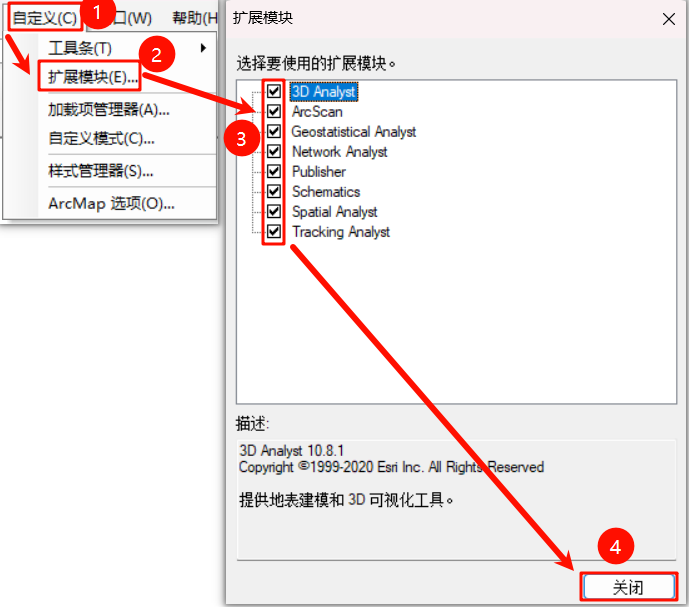 自定义(C)
1
口(W)
帮助(H
工具条(T)
2
扩展模块(E)...
加载项管理器(A)...
自定义模式(C)...
样式管理器(S)...
ArcMap 选项(O)...
扩展模块
选择要使用的扩展模块。
3
3D Analyst
ArcScan
Geostatistical Analyst
Network Analyst
Publisher
Schematics
Spatial Analyst
Tracking Analyst
描述:
3D Analyst 10.8.1
Copyright ©1999-2020 Esri Inc. All Rights Reserved
提供地表建模和 3D 可视化工具。
4
关闭